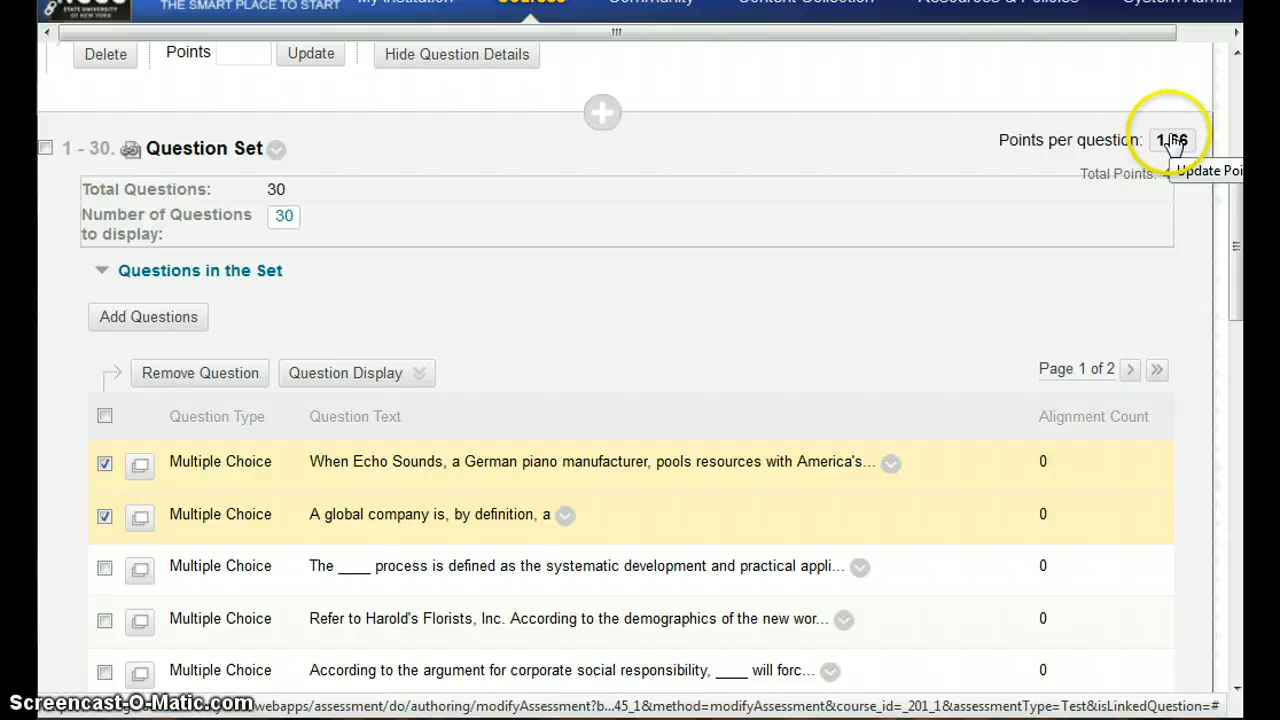 STATE UNIVERSITY
OF NEW YORK
THE SMART PLACE TO START
My Institution
Courses
Community
Content Collection
Resources & Policies
System Admin
Delete
Points
Update
Hide Question Details
1 - 30. Question Set
Points per question: 1.66
Total Points:
Update Poi
Total Questions: 30
Number of Questions 30
to display:
Questions in the Set
Add Questions
Remove Question
Question Display
Page 1 of 2
Question Type
Question Text
Alignment Count
Multiple Choice When Echo Sounds, a German piano manufacturer, pools resources with America's... 0
Multiple Choice A global company is, by definition, a 0
Multiple Choice The ____ process is defined as the systematic development and practical appli... 0
Multiple Choice Refer to Harold's Florists, Inc. According to the demographics of the new wor... 0
Multiple Choice According to the argument for corporate social responsibility, ____ will forc... 0
Screencast-O-Matic.com
webapps/assessment/do/authoring/modifyAssessment?b...45_1&method=modifyAssessment&course_id=_201_1&assessmentType=Test&isLinkedQuestion=#